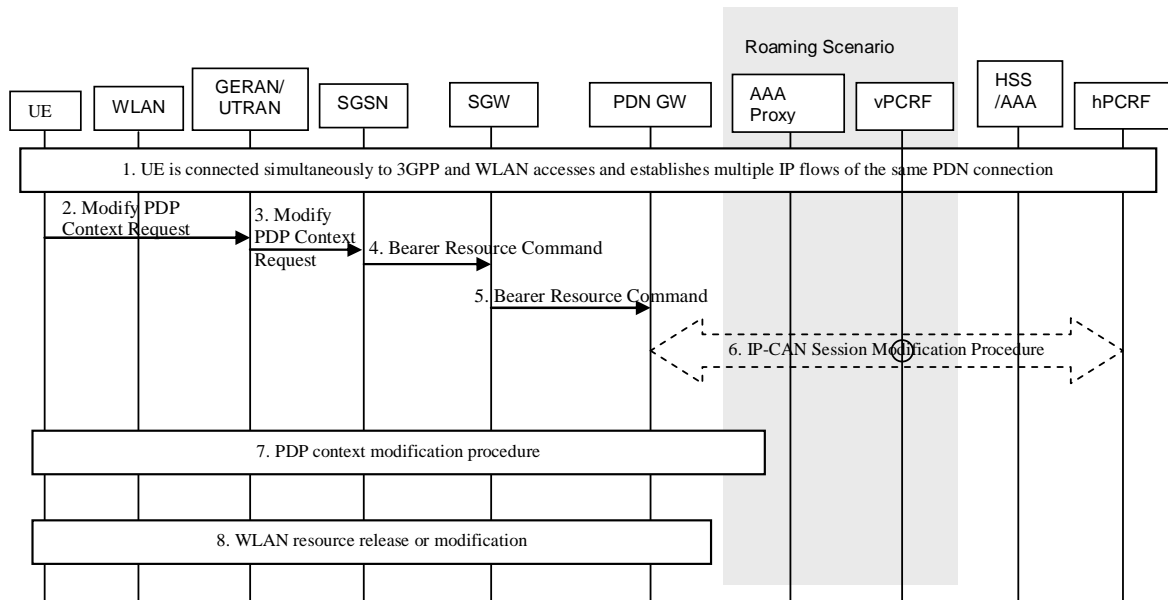 Roaming Scenario
UE
WLAN
GERAN/
UTRAN
SGSN
SGW
PDN GW
AAA
Proxy
vPCRF
HSS
/AAA
hPCRF
1. UE is connected simultaneously to 3GPP and WLAN accesses and establishes multiple IP flows of the same PDN connection
2. Modify PDP
Context Request
3. Modify
PDP Context
Request
4. Bearer Resource Command
5. Bearer Resource Command
6. IP-CAN Session Modification Procedure
7. PDP context modification procedure
8. WLAN resource release or modification